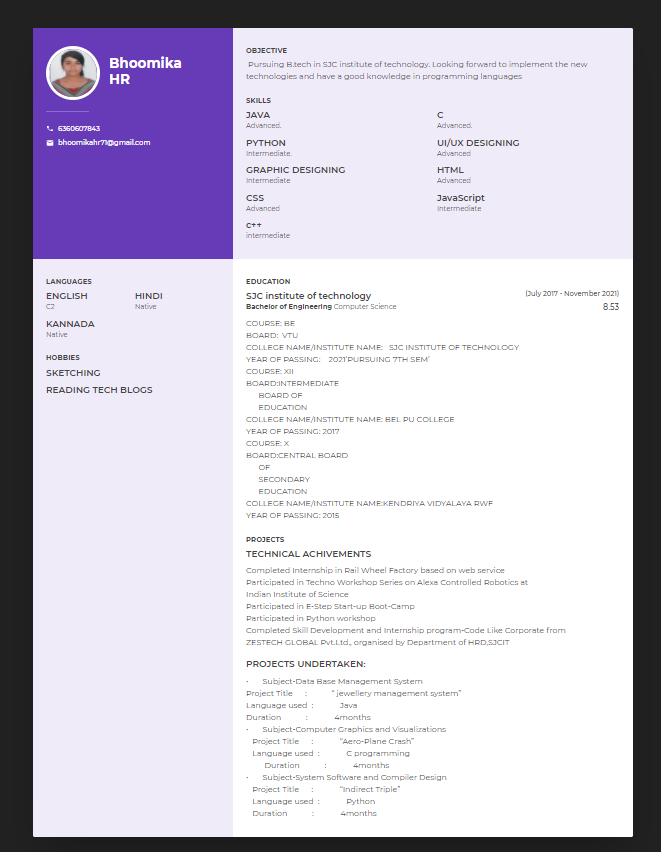 Bhoomika
HR
6360607843
bhoomikahr71@gmail.com
OBJECTIVE
Pursuing B.tech in SJC institute of technology. Looking forward to implement the new
technologies and have a good knowledge in programming languages
SKILLS
JAVA
Advanced.
C
Advanced.
PYTHON
Intermediate.
UI/UX DESIGNING
Advanced
GRAPHIC DESIGNING
Intermediate
HTML
Advanced
CSS
Advanced
JavaScript
Intermediate
c++
intermediate
LANGUAGES
ENGLISH
C2
HINDI
Native
KANNADA
Native
HOBBIES
SKETCHING
READING TECH BLOGS
EDUCATION
SJC institute of technology (July 2017 - November 2021)
Bachelor of Engineering Computer Science 8.53
COURSE: BE
BOARD: VTU
COLLEGE NAME/INSTITUTE NAME: SJC INSTITUTE OF TECHNOLOGY
YEAR OF PASSING: 2021'PURSUING 7TH SEM'
COURSE: XII
BOARD:INTERMEDIATE
BOARD OF
EDUCATION
COLLEGE NAME/INSTITUTE NAME: BEL PU COLLEGE
YEAR OF PASSING: 2017
COURSE: X
BOARD:CENTRAL BOARD
OF
SECONDARY
EDUCATION
COLLEGE NAME/INSTITUTE NAME:KENDRIYA VIDYALAYA RWF
YEAR OF PASSING: 2015
PROJECTS
TECHNICAL ACHIVEMENTS
Completed Internship in Rail Wheel Factory based on web service
Participated in Techno Workshop Series on Alexa Controlled Robotics at
Indian Institute of Science
Participated in E-Step Start-up Boot-Camp
Participated in Python workshop
Completed Skill Development and Internship program-Code Like Corporate from
ZESTECH GLOBAL Pvt.Ltd., organised by Department of HRD,SJCIT
PROJECTS UNDERTAKEN:
• Subject-Data Base Management System
Project Title : " jewellery management system"
Language used : Java
Duration : 4months
• Subject-Computer Graphics and Visualizations
Project Title : "Aero-Plane Crash"
Language used : C programming
Duration : 4months
• Subject-System Software and Compiler Design
Project Title : "Indirect Triple"
Language used : Python
Duration : 4months